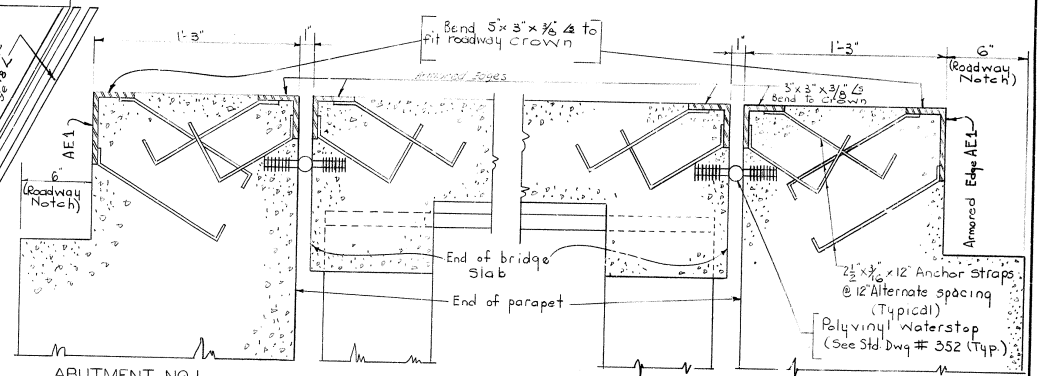 Bend 5"x 3"x 3/8" Ls to
fit roadway crown
1'-3"
1"
1"
1'-3"
6"
(Roadway
Notch)
Armored Edges
3"x 3"x 3/8" Ls
Bend to crown
AE1
6"
(Roadway
Notch)
Armored Edge AE1
End of bridge
Slab
End of parapet
2 1/2"x 3/16"x 12" Anchor Straps
@ 12" Alternate spacing
(Typical)
Polyvinyl Waterstop
(See Std. Dwg # 352 (Typ.)
ABUTMENT NO.1